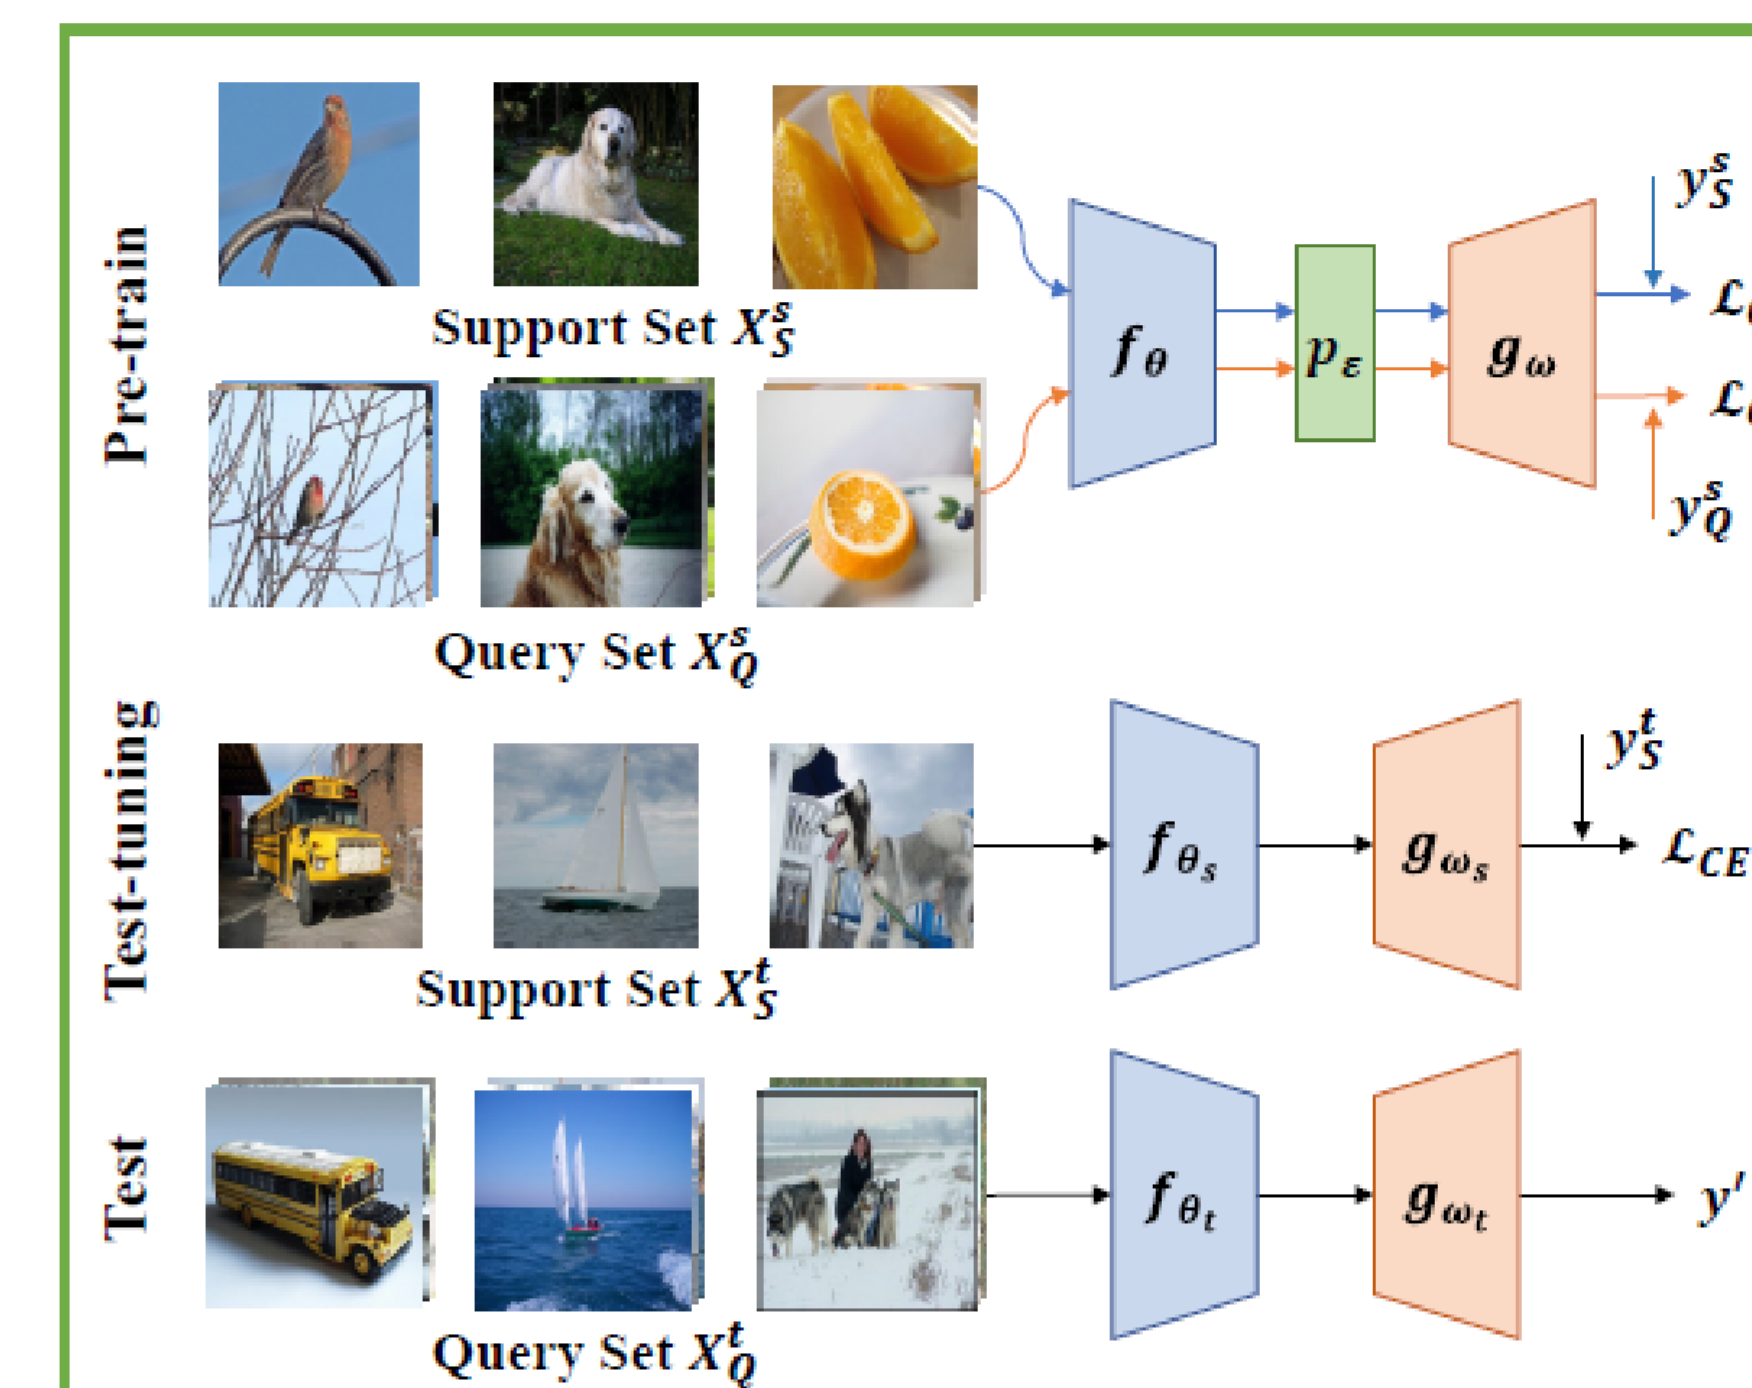 Pre-train
Support Set X_S^s
Query Set X_Q^s
f_θ
p_ε
g_ω
y_S^s
ℒ
ℒ
y_Q^s
Test-tuning
Support Set X_S^t
f_θ_s
g_ω_s
y_S^t
ℒ_CE
Test
Query Set X_Q^t
f_θ_t
g_ω_t
y'